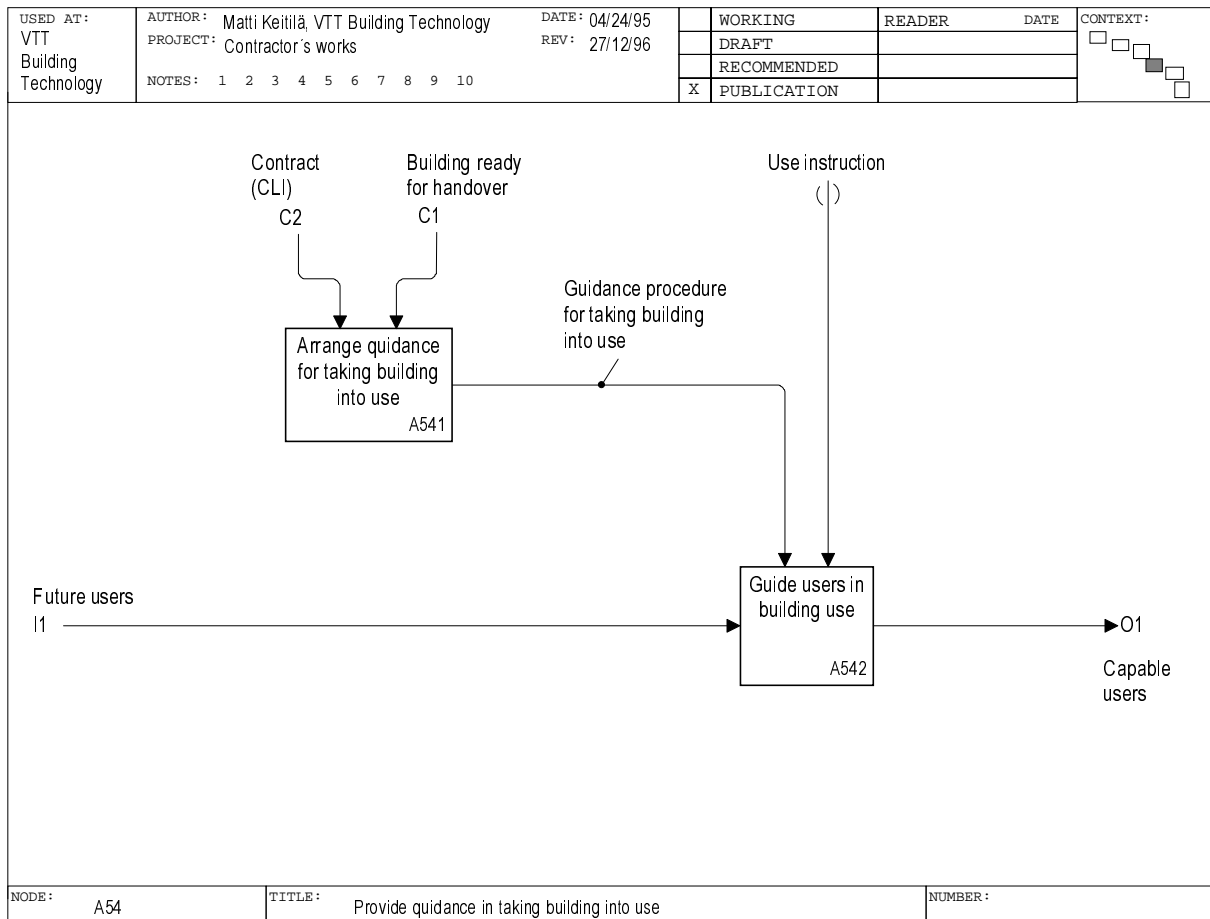 USED AT:
VTT
Building
Technology
AUTHOR: Matti Keitilä, VTT Building Technology
PROJECT: Contractor´s works
NOTES: 1 2 3 4 5 6 7 8 9 10
DATE: 04/24/95
REV: 27/12/96
WORKING
DRAFT
RECOMMENDED
X PUBLICATION
READER DATE
CONTEXT:
Contract
(CLI)
C2
Building ready
for handover
C1
Use instruction
( )
Guidance procedure
for taking building
into use
Arrange quidance
for taking building
into use
A541
Future users
I1
Guide users in
building use
A542
O1
Capable
users
NODE: A54
TITLE: Provide quidance in taking building into use
NUMBER: